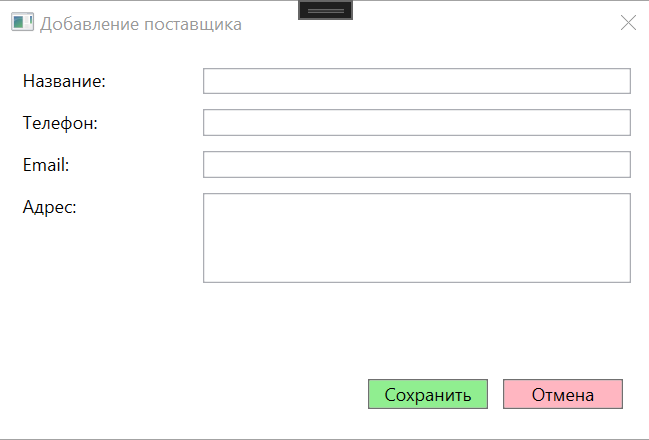 Добавление поставщика
Название:
Телефон:
Email:
Адрес:
Сохранить Отмена